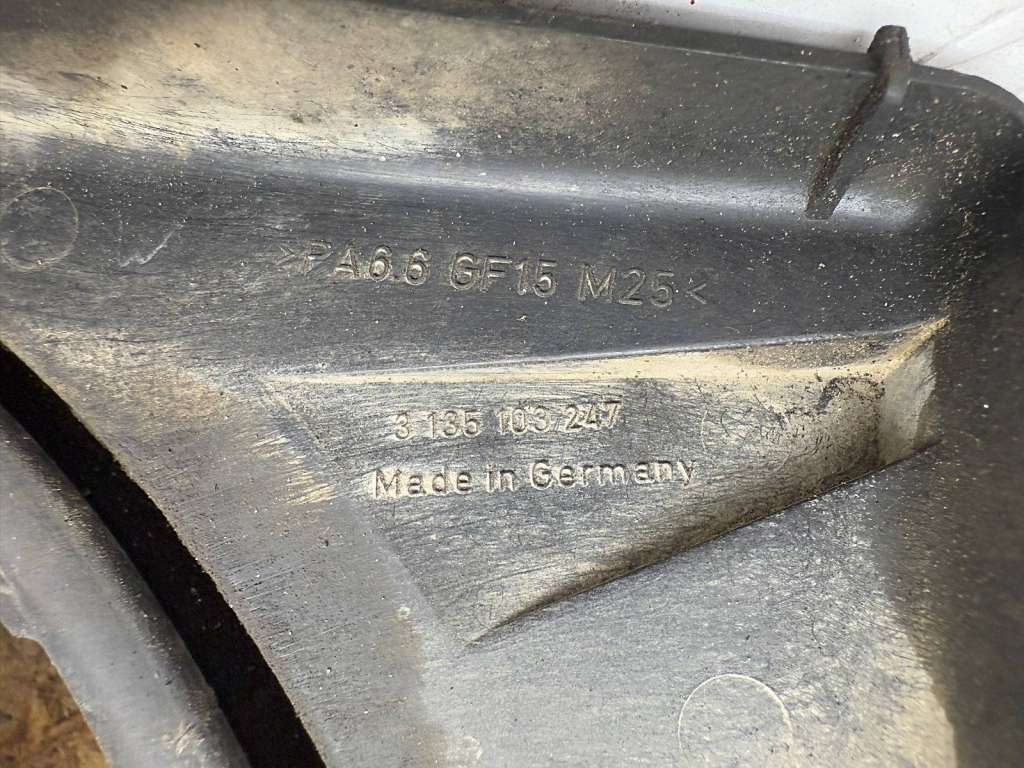 >PA6.6 GF15 M25<
3 135 103 247
Made in Germany